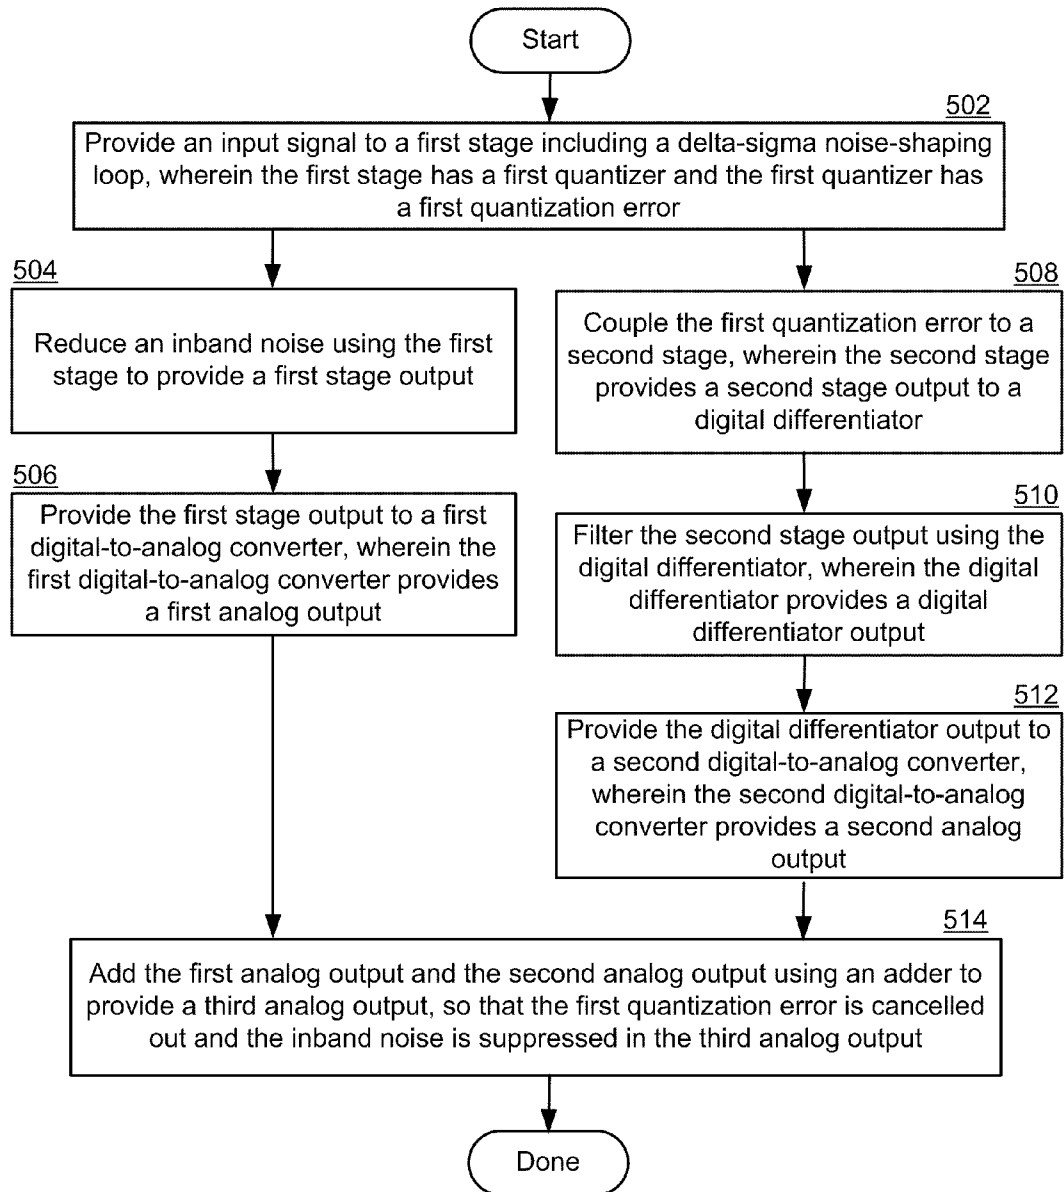 Start
502
Provide an input signal to a first stage including a delta-sigma noise-shaping
loop, wherein the first stage has a first quantizer and the first quantizer has
a first quantization error
504
Reduce an inband noise using the first
stage to provide a first stage output
506
Provide the first stage output to a first
digital-to-analog converter, wherein the
first digital-to-analog converter provides
a first analog output
508
Couple the first quantization error to a
second stage, wherein the second stage
provides a second stage output to a
digital differentiator
510
Filter the second stage output using the
digital differentiator, wherein the digital
differentiator provides a digital
differentiator output
512
Provide the digital differentiator output to
a second digital-to-analog converter,
wherein the second digital-to-analog
converter provides a second analog
output
514
Add the first analog output and the second analog output using an adder to
provide a third analog output, so that the first quantization error is cancelled
out and the inband noise is suppressed in the third analog output
Done